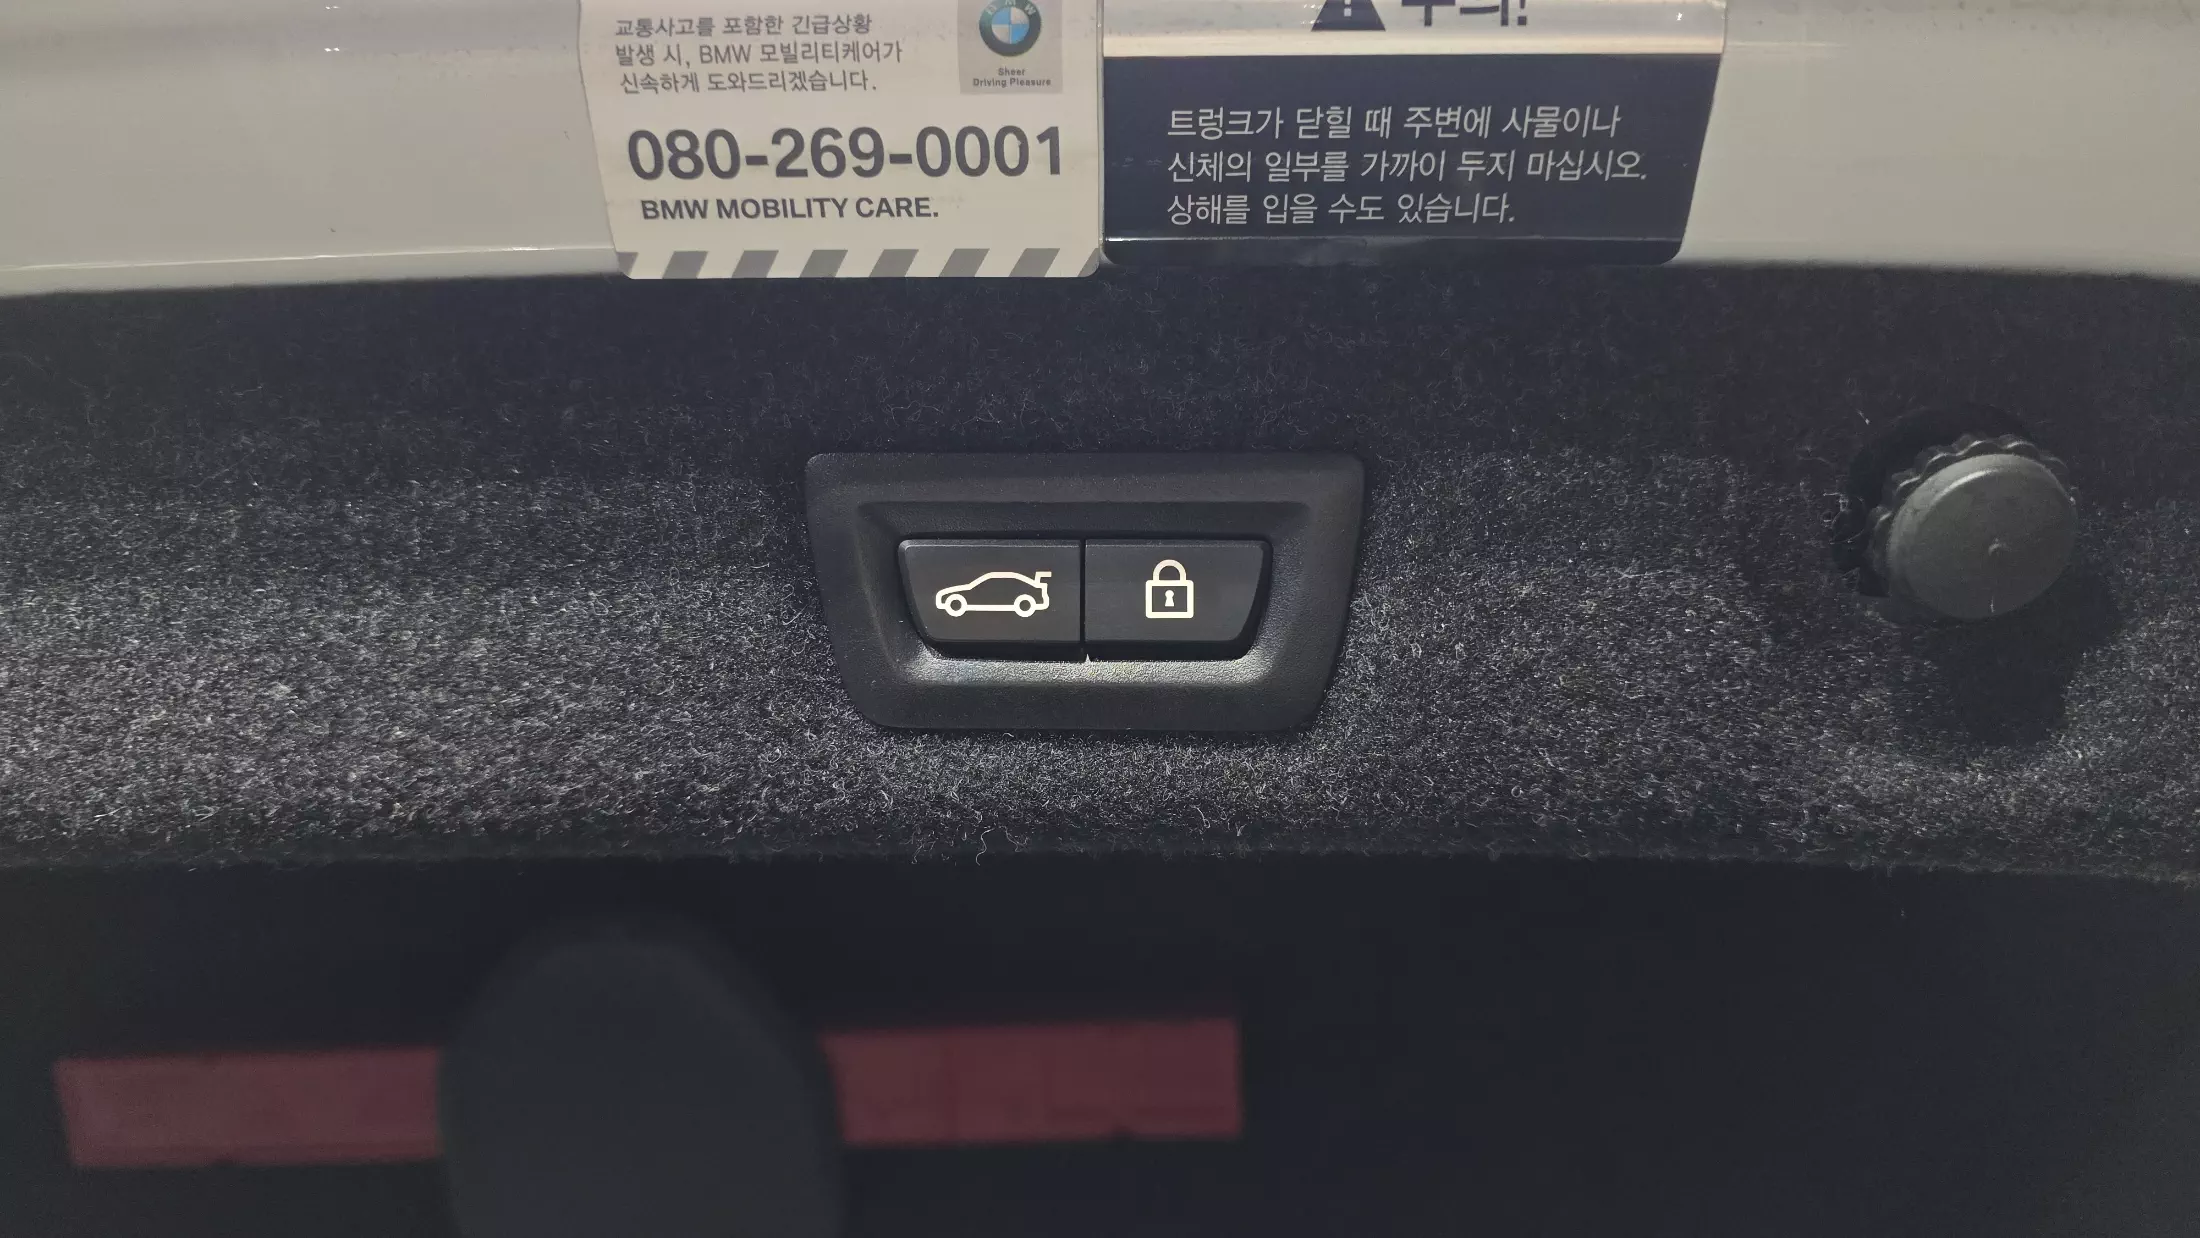 교통사고를 포함한 긴급상황
발생 시, BMW 모빌리티케어가
신속하게 도와드리겠습니다.
BMW
Sheer
Driving Pleasure
080-269-0001
BMW MOBILITY CARE.
주의!
트렁크가 닫힐 때 주변에 사물이나
신체의 일부를 가까이 두지 마십시오.
상해를 입을 수도 있습니다.